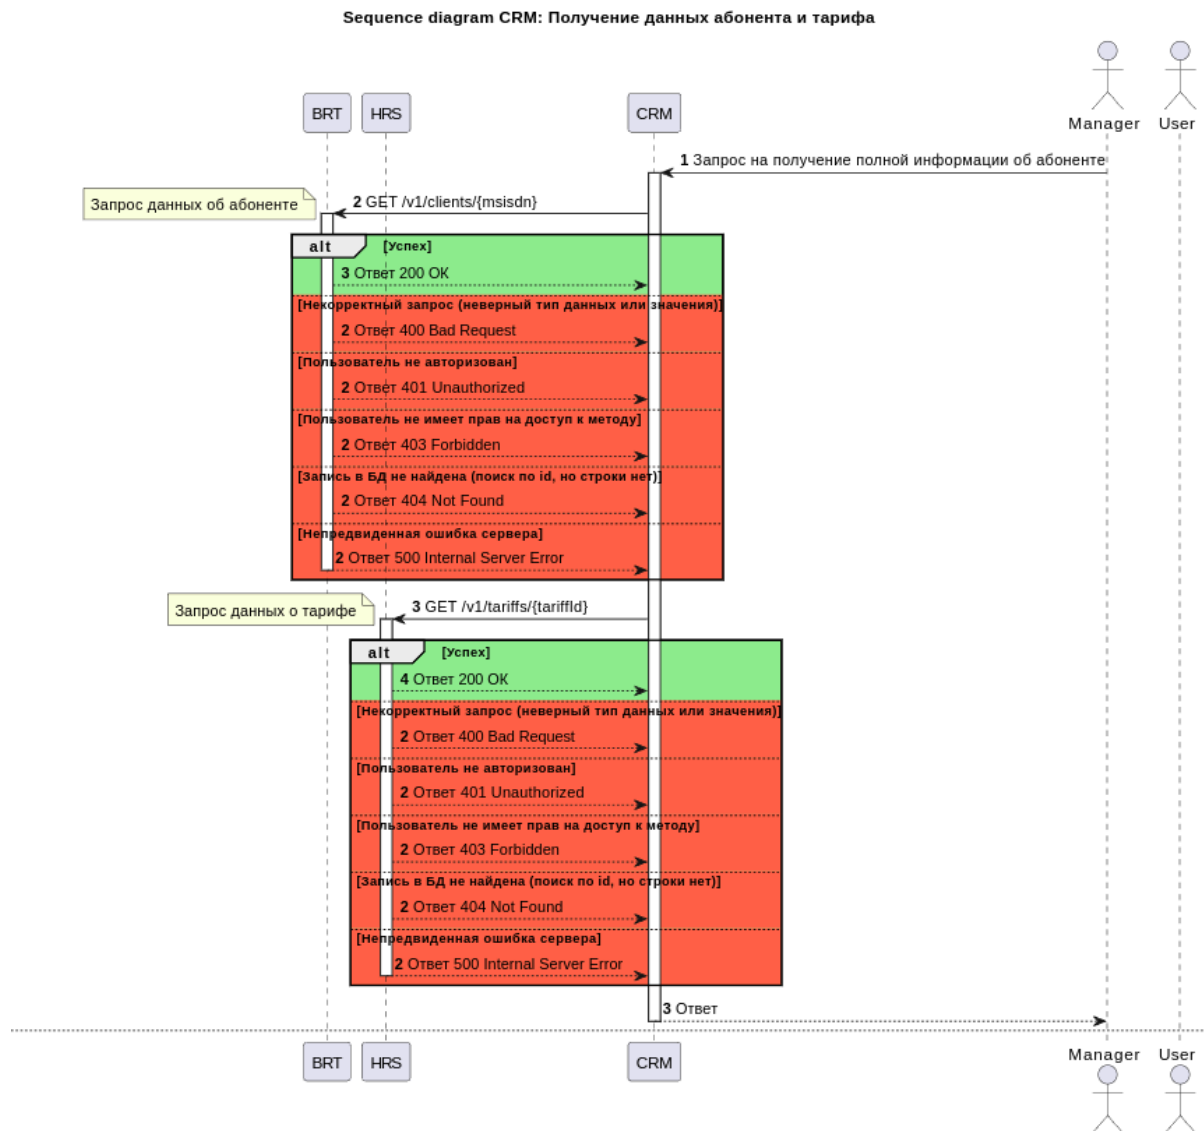 Sequence diagram CRM: Получение данных абонента и тарифа
Manager
User
BRT
HRS
CRM
1 Запрос на получение полной информации об абоненте
Запрос данных об абоненте
2 GET /v1/clients/{msisdn}
alt
[Успех]
3 Ответ 200 ОК
[Некорректный запрос (неверный тип данных или значения)]
2 Ответ 400 Bad Request
[Пользователь не авторизован]
2 Ответ 401 Unauthorized
[Пользователь не имеет прав на доступ к методу]
2 Ответ 403 Forbidden
[Запись в БД не найдена (поиск по id, но строки нет)]
2 Ответ 404 Not Found
[Непредвиденная ошибка сервера]
2 Ответ 500 Internal Server Error
Запрос данных о тарифе
3 GET /v1/tariffs/{tariffId}
alt
[Успех]
4 Ответ 200 ОК
[Некорректный запрос (неверный тип данных или значения)]
2 Ответ 400 Bad Request
[Пользователь не авторизован]
2 Ответ 401 Unauthorized
[Пользователь не имеет прав на доступ к методу]
2 Ответ 403 Forbidden
[Запись в БД не найдена (поиск по id, но строки нет)]
2 Ответ 404 Not Found
[Непредвиденная ошибка сервера]
2 Ответ 500 Internal Server Error
3 Ответ
BRT
HRS
CRM
Manager
User